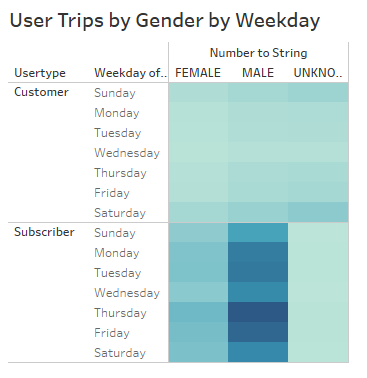 User Trips by Gender by Weekday
Number to String
Usertype Weekday of.. FEMALE MALE UNKNO..
Customer Sunday
Monday
Tuesday
Wednesday
Thursday
Friday
Saturday
Subscriber Sunday
Monday
Tuesday
Wednesday
Thursday
Friday
Saturday